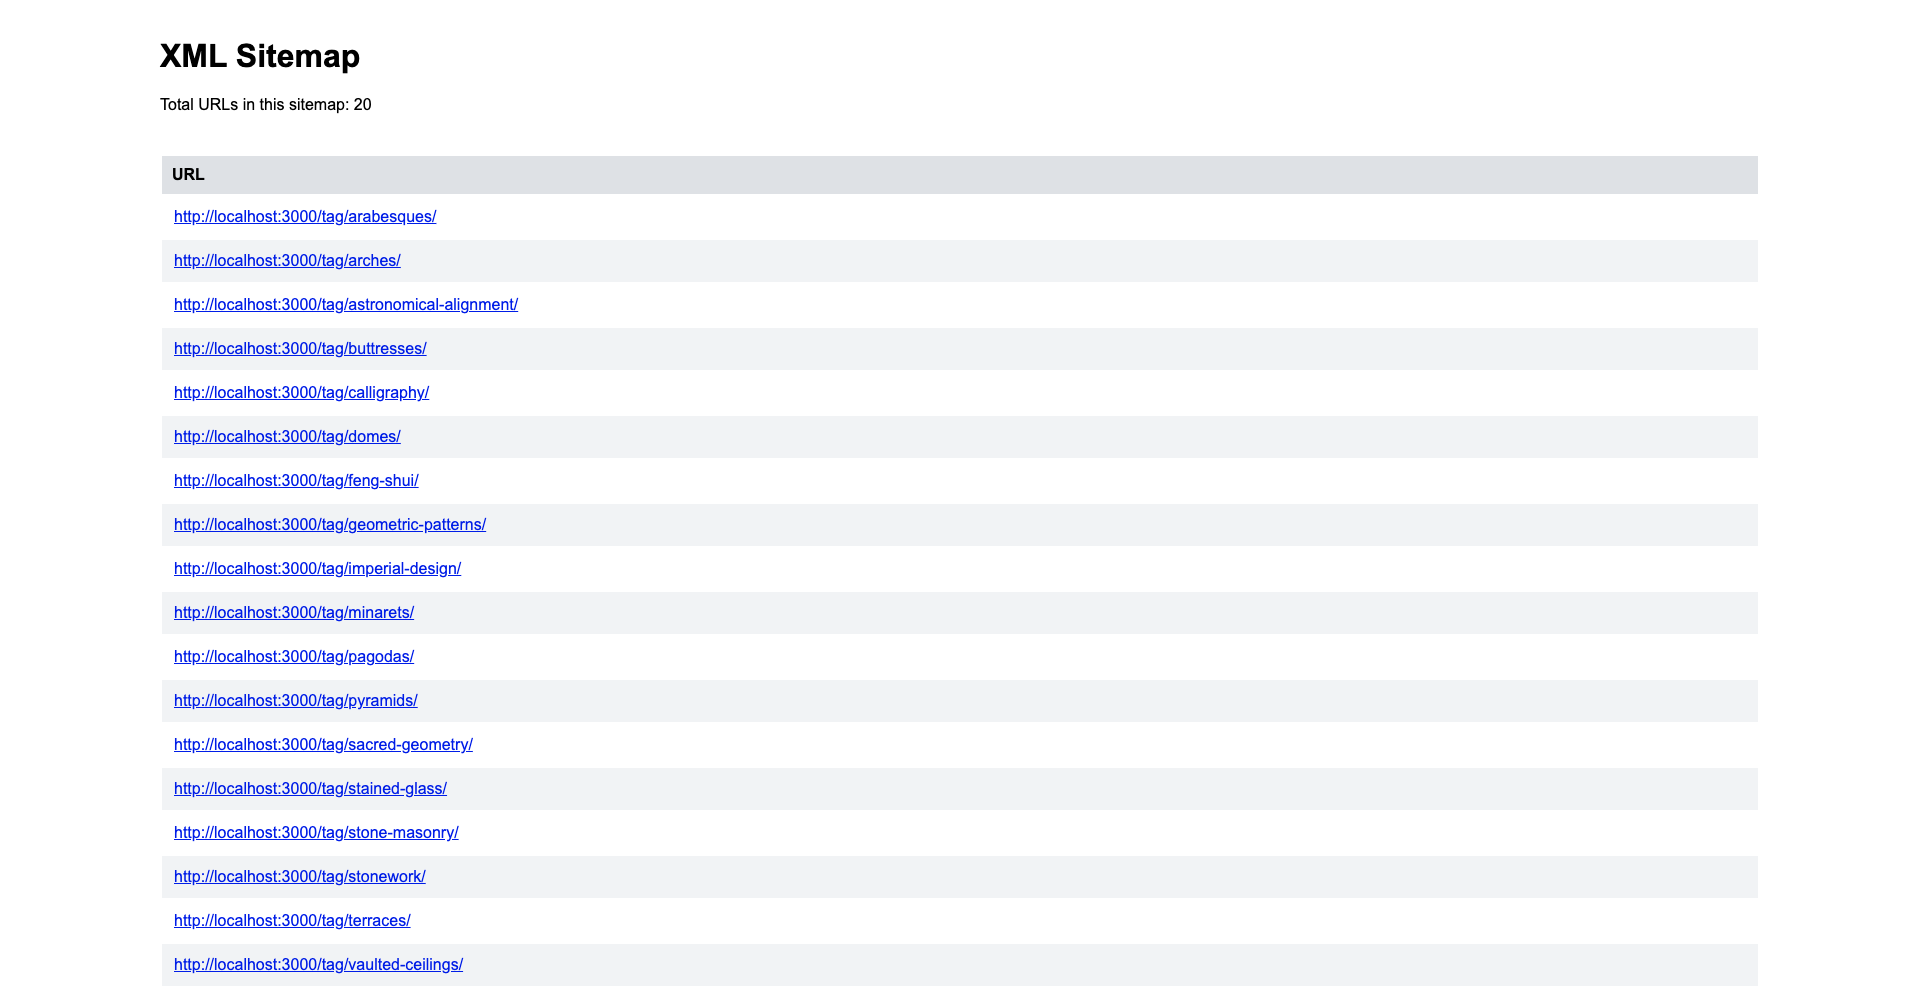 XML Sitemap
Total URLs in this sitemap: 20
URL
http://localhost:3000/tag/arabesques/
http://localhost:3000/tag/arches/
http://localhost:3000/tag/astronomical-alignment/
http://localhost:3000/tag/buttresses/
http://localhost:3000/tag/calligraphy/
http://localhost:3000/tag/domes/
http://localhost:3000/tag/feng-shui/
http://localhost:3000/tag/geometric-patterns/
http://localhost:3000/tag/imperial-design/
http://localhost:3000/tag/minarets/
http://localhost:3000/tag/pagodas/
http://localhost:3000/tag/pyramids/
http://localhost:3000/tag/sacred-geometry/
http://localhost:3000/tag/stained-glass/
http://localhost:3000/tag/stone-masonry/
http://localhost:3000/tag/stonework/
http://localhost:3000/tag/terraces/
http://localhost:3000/tag/vaulted-ceilings/